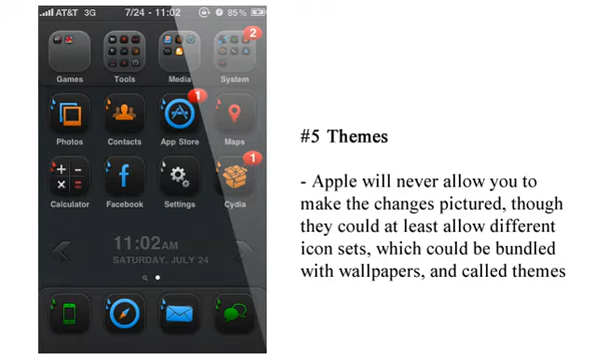 AT&T 3G 7/24 - 11:02 85%
2
Games Tools Media System
1
Photos Contacts App Store Maps
1
Calculator Facebook Settings Cydia
11:02AM
SATURDAY, JULY 24
#5 Themes
- Apple will never allow you to
make the changes pictured, though
they could at least allow different
icon sets, which could be bundled
with wallpapers, and called themes